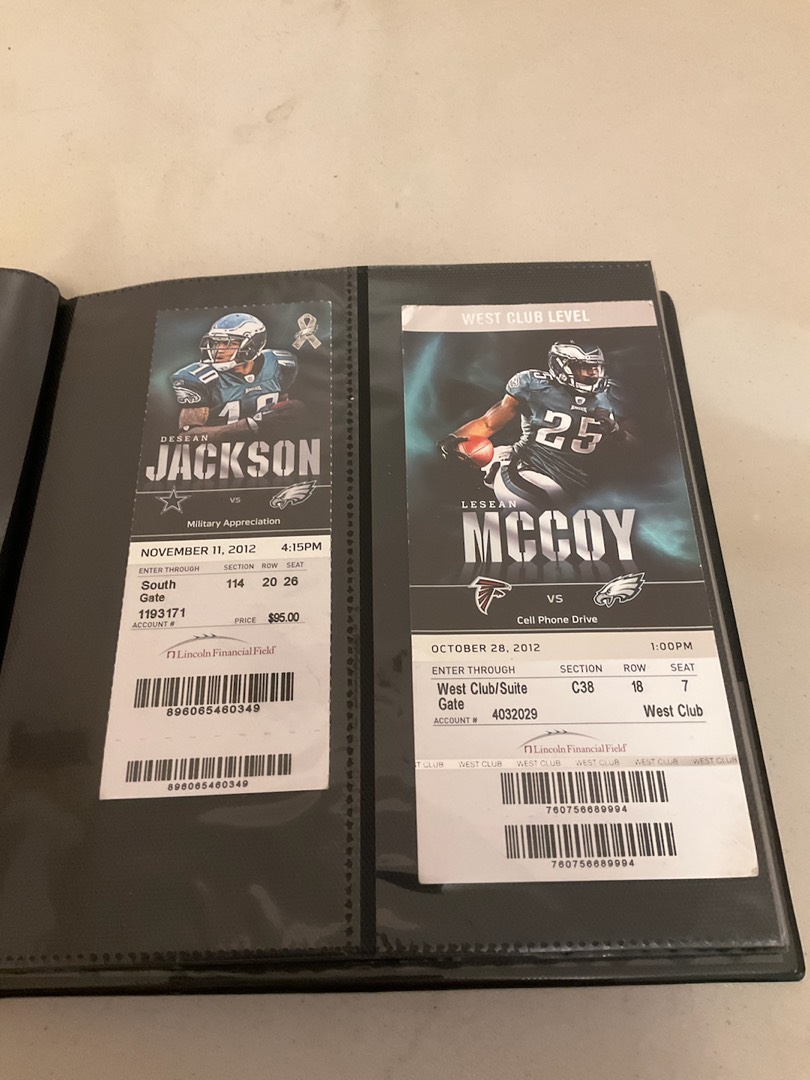 DESEAN
JACKSON
VS
Military Appreciation
NOVEMBER 11, 2012 4:15PM
ENTER THROUGH SECTION ROW SEAT
South 114 20 26
Gate
1193171
ACCOUNT # PRICE $95.00
Lincoln Financial Field
896065460349
896065460349
10
10
WEST CLUB LEVEL
25
LESEAN
MCCOY
VS
Cell Phone Drive
OCTOBER 28, 2012 1:00PM
ENTER THROUGH SECTION ROW SEAT
West Club/Suite C38 18 7
Gate
ACCOUNT # 4032029 West Club
Lincoln Financial Field
ST CLUB WEST CLUB WEST CLUB WEST CLUB WEST CLUB WEST CLUB
760756689994
760756689994